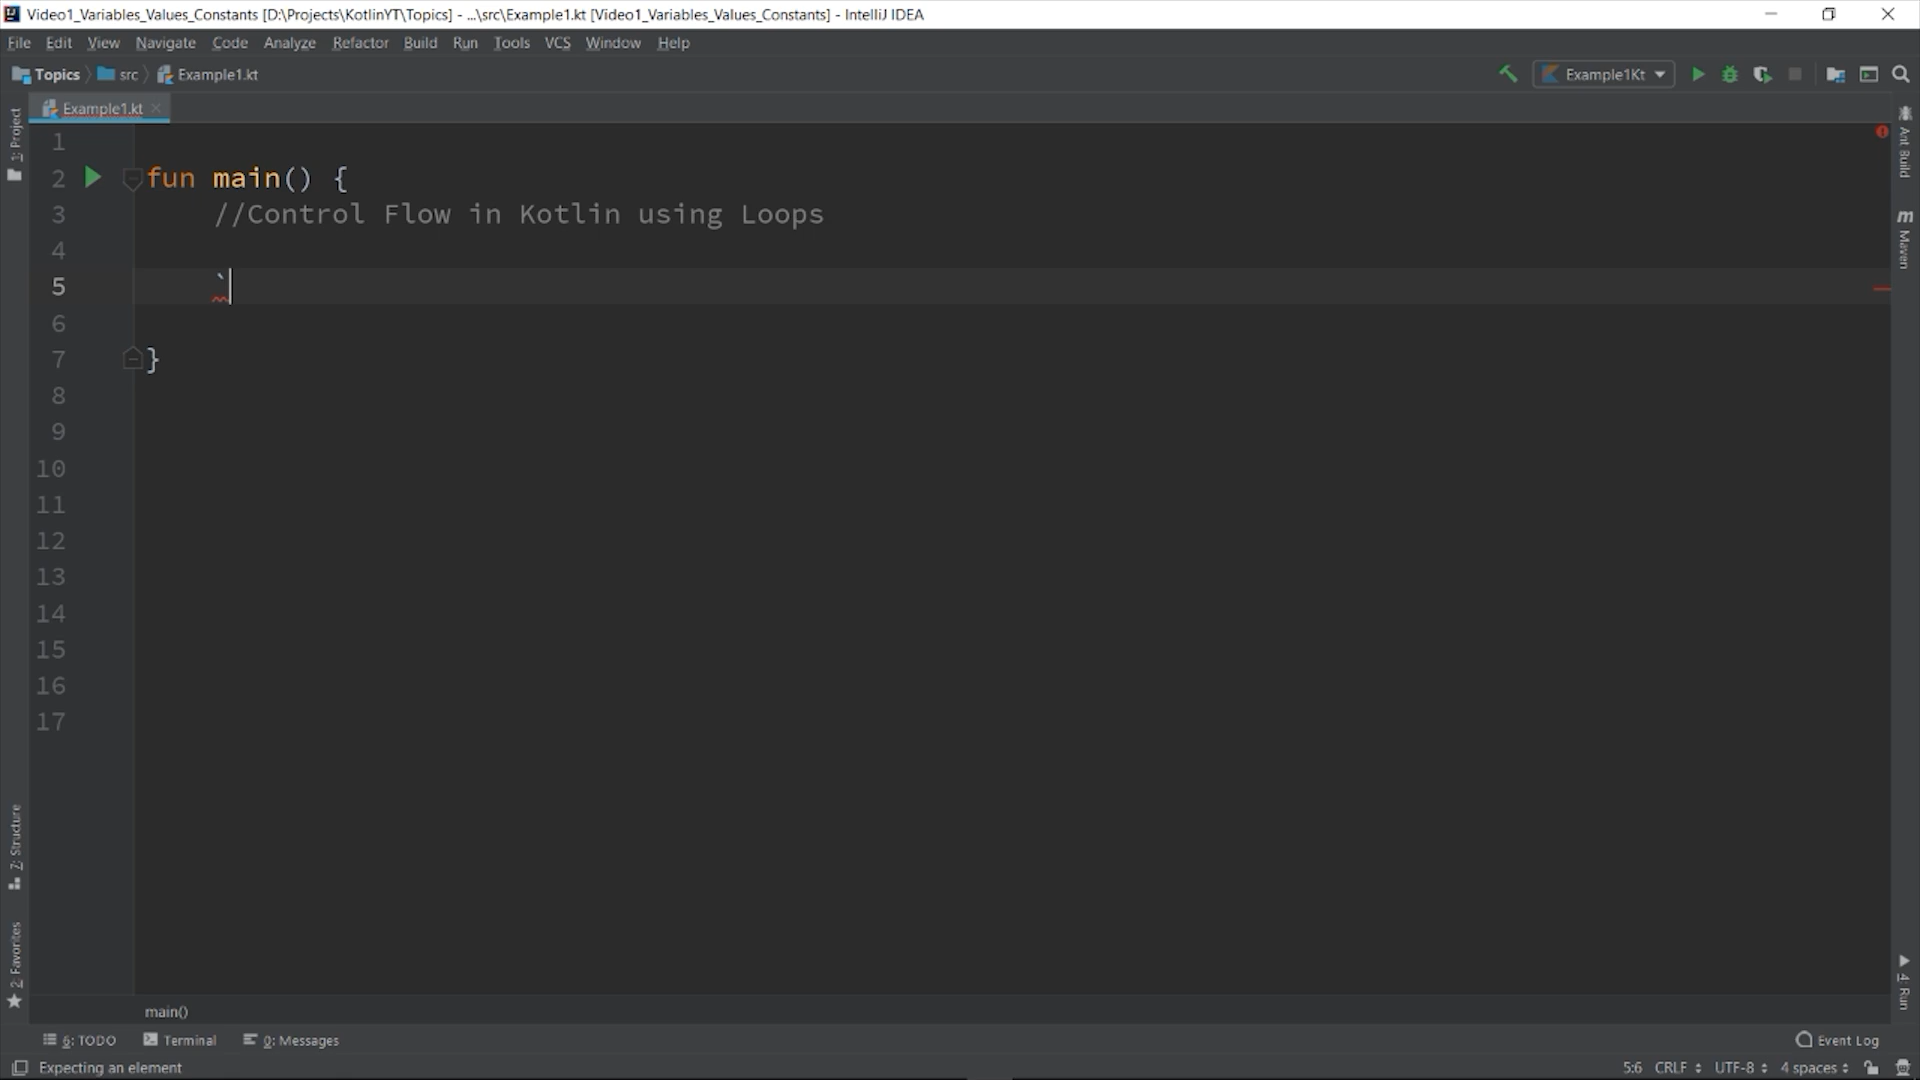 Video1_Variables_Values_Constants [D:\Projects\KotlinYT\Topics] - ...\src\Example1.kt [Video1_Variables_Values_Constants] - IntelliJ IDEA
File Edit View Navigate Code Analyze Refactor Build Run Tools VCS Window Help
Topics src Example1.kt Example1Kt
Example1.kt
1: Project
Ant Build
Maven
1
2 fun main() {
3 //Control Flow in Kotlin using Loops
4
5 `
6
7 }
8
9
10
11
12
13
14
15
16
17
Z: Structure
2: Favorites
4: Run
main()
6: TODO Terminal 0: Messages Event Log
Expecting an element 5:6 CRLF UTF-8 4 spaces